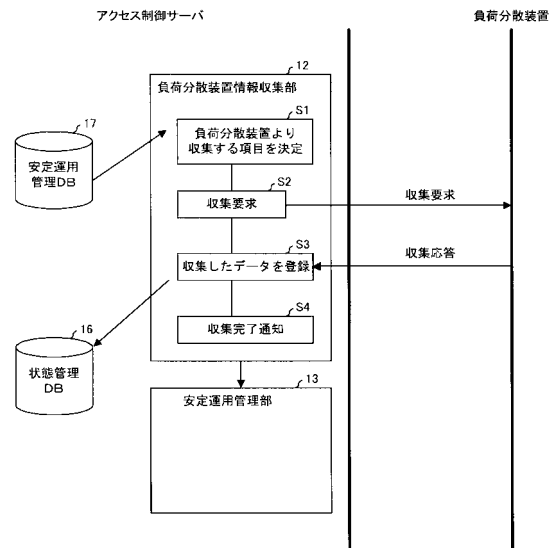 アクセス制御サーバ
負荷分散装置
12
負荷分散装置情報収集部
S1
負荷分散装置より
収集する項目を決定
17
安定運用
管理DB
S2
収集要求
収集要求
S3
収集したデータを登録
収集応答
S4
収集完了通知
16
状態管理
DB
13
安定運用管理部